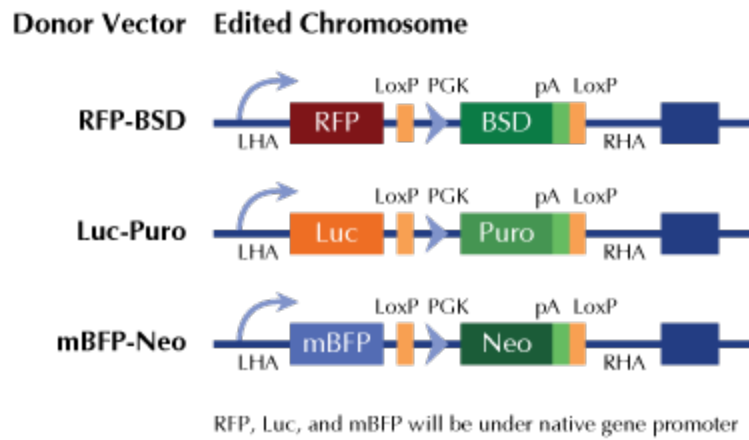 Donor Vector Edited Chromosome
LoxP PGK pA LoxP
RFP-BSD RFP BSD
LHA RHA
LoxP PGK pA LoxP
Luc-Puro Luc Puro
LHA RHA
LoxP PGK pA LoxP
mBFP-Neo mBFP Neo
LHA RHA
RFP, Luc, and mBFP will be under native gene promoter